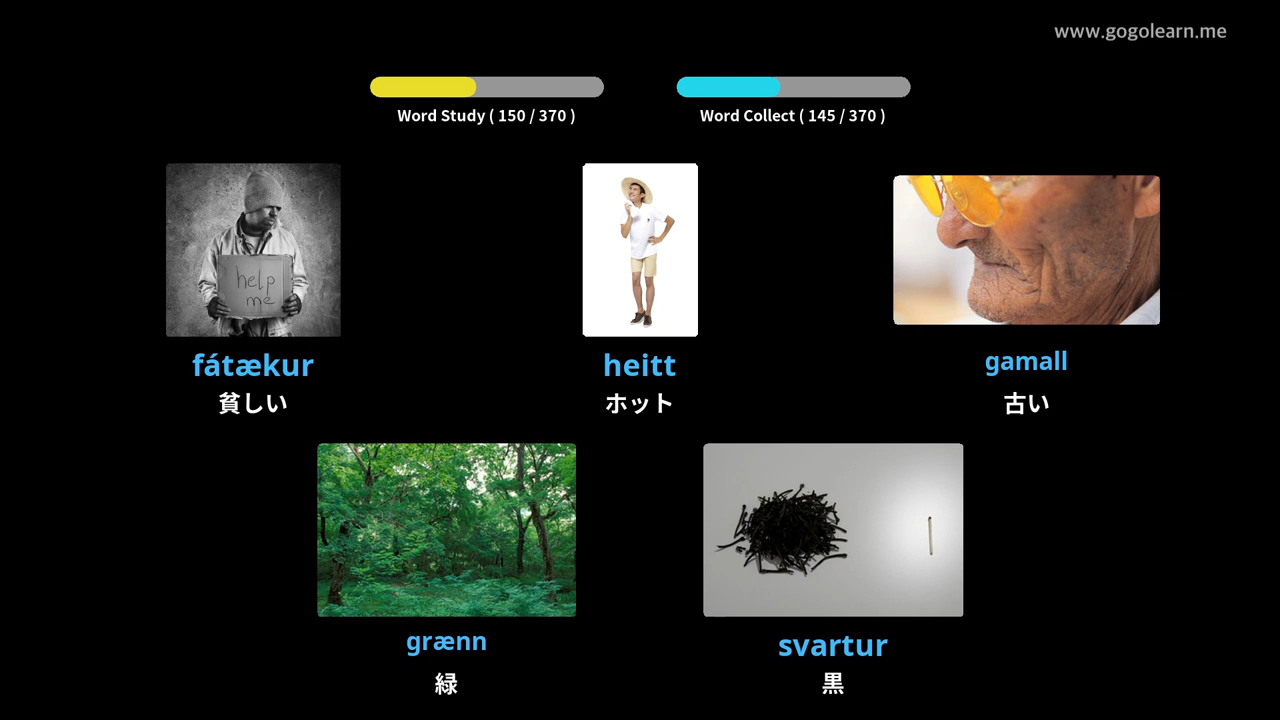 www.gogolearn.me
Word Study ( 150 / 370 )
Word Collect ( 145 / 370 )
help
me
fátækur
貧しい
heitt
ホット
gamall
古い
grænn
緑
svartur
黒